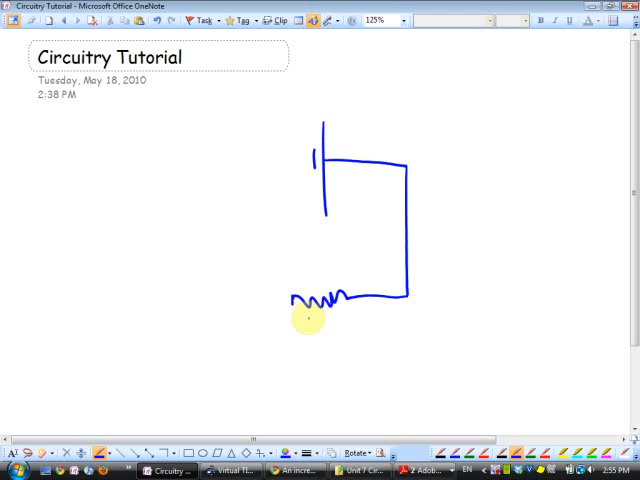 Circuitry Tutorial - Microsoft Office OneNote
Task
Tag
Clip
125%
B I U
Circuitry Tutorial
Tuesday, May 18, 2010
2:38 PM
Rotate
Circuitry ...
Virtual TI...
An incre...
Unit 7 Cir...
2 Adob...
EN
2:55 PM